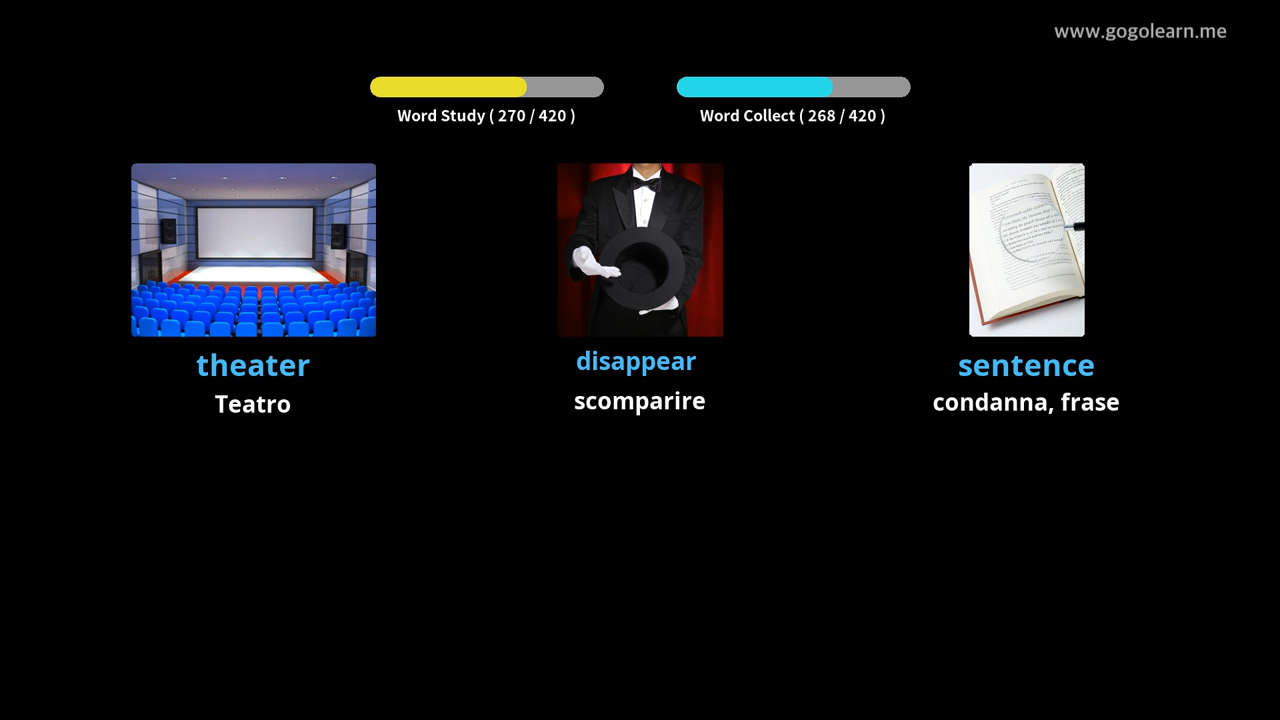 www.gogolearn.me
Word Study ( 270 / 420 )
Word Collect ( 268 / 420 )
theater
disappear
sentence
Teatro
scomparire
condanna, frase